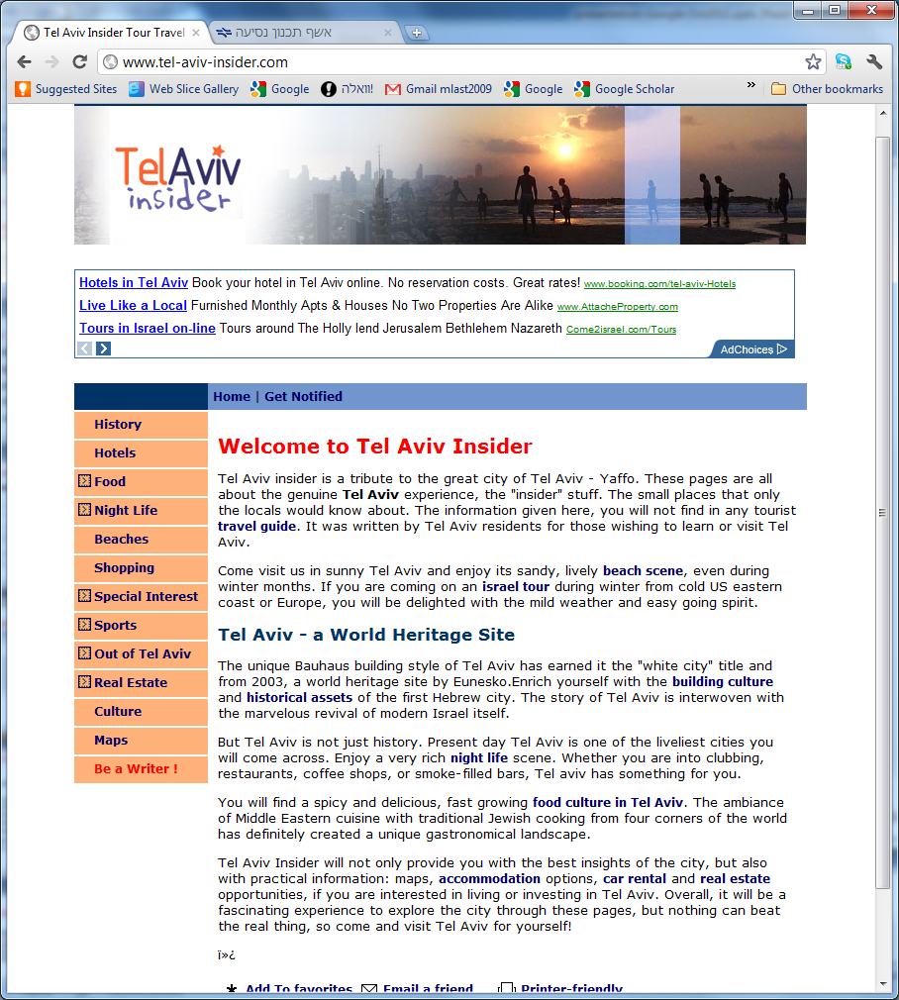 Tel Aviv Insider Tour Travel
אשף תכנון נסיעה
www.tel-aviv-insider.com
Suggested Sites Web Slice Gallery Google וואלה! Gmail mlast2009 Google Google Scholar » Other bookmarks
TelAviv
insider
Hotels in Tel Aviv Book your hotel in Tel Aviv online. No reservation costs. Great rates! www.booking.com/tel-aviv-Hotels
Live Like a Local Furnished Monthly Apts & Houses No Two Properties Are Alike www.AttacheProperty.com
Tours in Israel on-line Tours around The Holly lend Jerusalem Bethlehem Nazareth Come2israel.com/Tours
AdChoices
Home | Get Notified
History
Hotels
Food
Night Life
Beaches
Shopping
Special Interest
Sports
Out of Tel Aviv
Real Estate
Culture
Maps
Be a Writer !
Welcome to Tel Aviv Insider
Tel Aviv insider is a tribute to the great city of Tel Aviv - Yaffo. These pages are all
about the genuine Tel Aviv experience, the "insider" stuff. The small places that only
the locals would know about. The information given here, you will not find in any tourist
travel guide. It was written by Tel Aviv residents for those wishing to learn or visit Tel
Aviv.
Come visit us in sunny Tel Aviv and enjoy its sandy, lively beach scene, even during
winter months. If you are coming on an israel tour during winter from cold US eastern
coast or Europe, you will be delighted with the mild weather and easy going spirit.
Tel Aviv - a World Heritage Site
The unique Bauhaus building style of Tel Aviv has earned it the "white city" title and
from 2003, a world heritage site by Eunesko.Enrich yourself with the building culture
and historical assets of the first Hebrew city. The story of Tel Aviv is interwoven with
the marvelous revival of modern Israel itself.
But Tel Aviv is not just history. Present day Tel Aviv is one of the liveliest cities you
will come across. Enjoy a very rich night life scene. Whether you are into clubbing,
restaurants, coffee shops, or smoke-filled bars, Tel aviv has something for you.
You will find a spicy and delicious, fast growing food culture in Tel Aviv. The ambiance
of Middle Eastern cuisine with traditional Jewish cooking from four corners of the world
has definitely created a unique gastronomical landscape.
Tel Aviv Insider will not only provide you with the best insights of the city, but also
with practical information: maps, accommodation options, car rental and real estate
opportunities, if you are interested in living or investing in Tel Aviv. Overall, it will be a
fascinating experience to explore the city through these pages, but nothing can beat
the real thing, so come and visit Tel Aviv for yourself!
ï»¿
Add To favorites Email a friend Printer-friendly